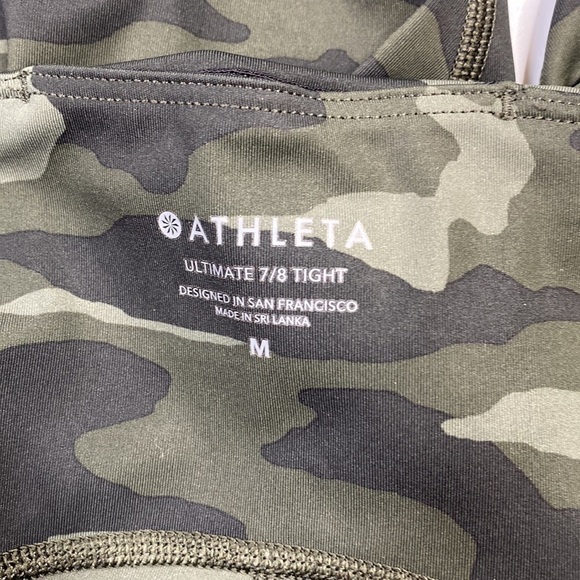 ATHLETA
ULTIMATE 7/8 TIGHT
DESIGNED IN SAN FRANCISCO
MADE IN SRI LANKA
M